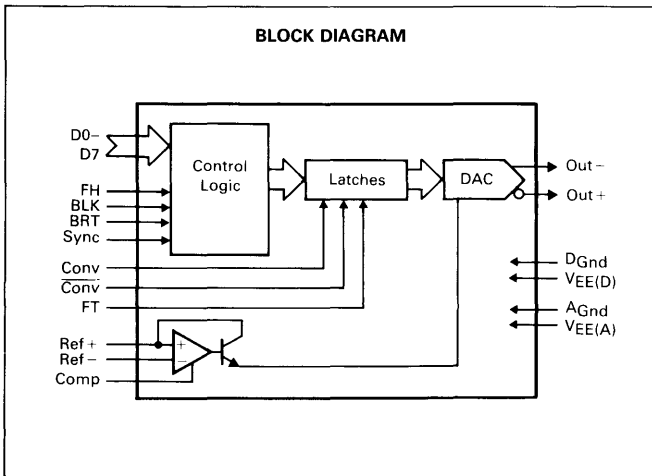 BLOCK DIAGRAM
D0–
D7
FH
BLK
BRT
Sync
Conv
C̅o̅n̅v̅
FT
Ref+
Ref–
Comp
Control
Logic
Latches
DAC
+
–
Out–
Out+
DGnd
VEE(D)
AGnd
VEE(A)